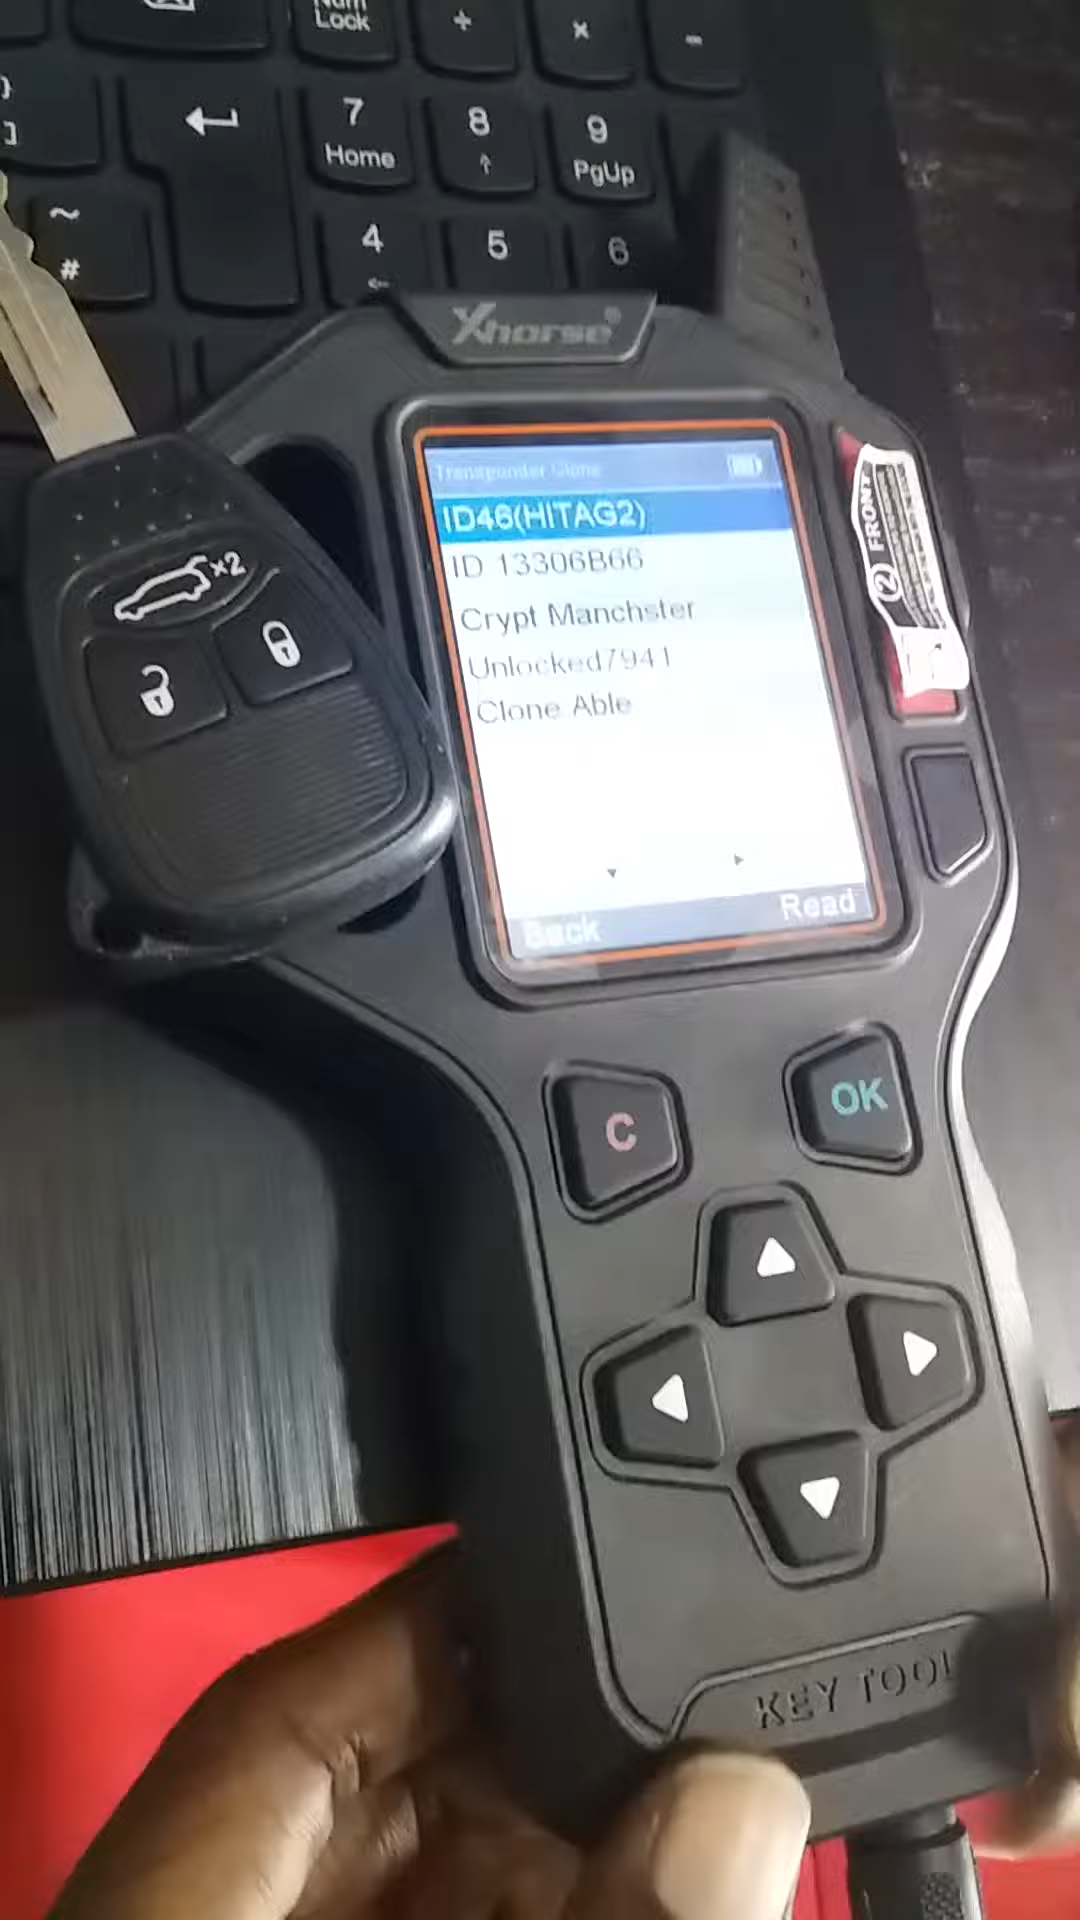 Num
Lock
÷
×
-
}
]
7
Home
8
↑
9
PgUp
~
#
4
←
5
6
Xhorse®
Transponder Clone
ID46(HITAG2)
ID 13306B66
Crypt Manchster
Unlocked7941
Clone Able
Back
Read
×2
2 FRONT
C
OK
KEY TOOL